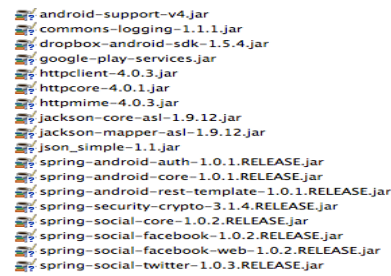 android-support-v4.jar
commons-logging-1.1.1.jar
dropbox-android-sdk-1.5.4.jar
google-play-services.jar
httpclient-4.0.3.jar
httpcore-4.0.1.jar
httpmime-4.0.3.jar
jackson-core-asl-1.9.12.jar
jackson-mapper-asl-1.9.12.jar
json_simple-1.1.jar
spring-android-auth-1.0.1.RELEASE.jar
spring-android-core-1.0.1.RELEASE.jar
spring-android-rest-template-1.0.1.RELEASE.jar
spring-security-crypto-3.1.4.RELEASE.jar
spring-social-core-1.0.2.RELEASE.jar
spring-social-facebook-1.0.2.RELEASE.jar
spring-social-facebook-web-1.0.2.RELEASE.jar
spring-social-twitter-1.0.3.RELEASE.jar